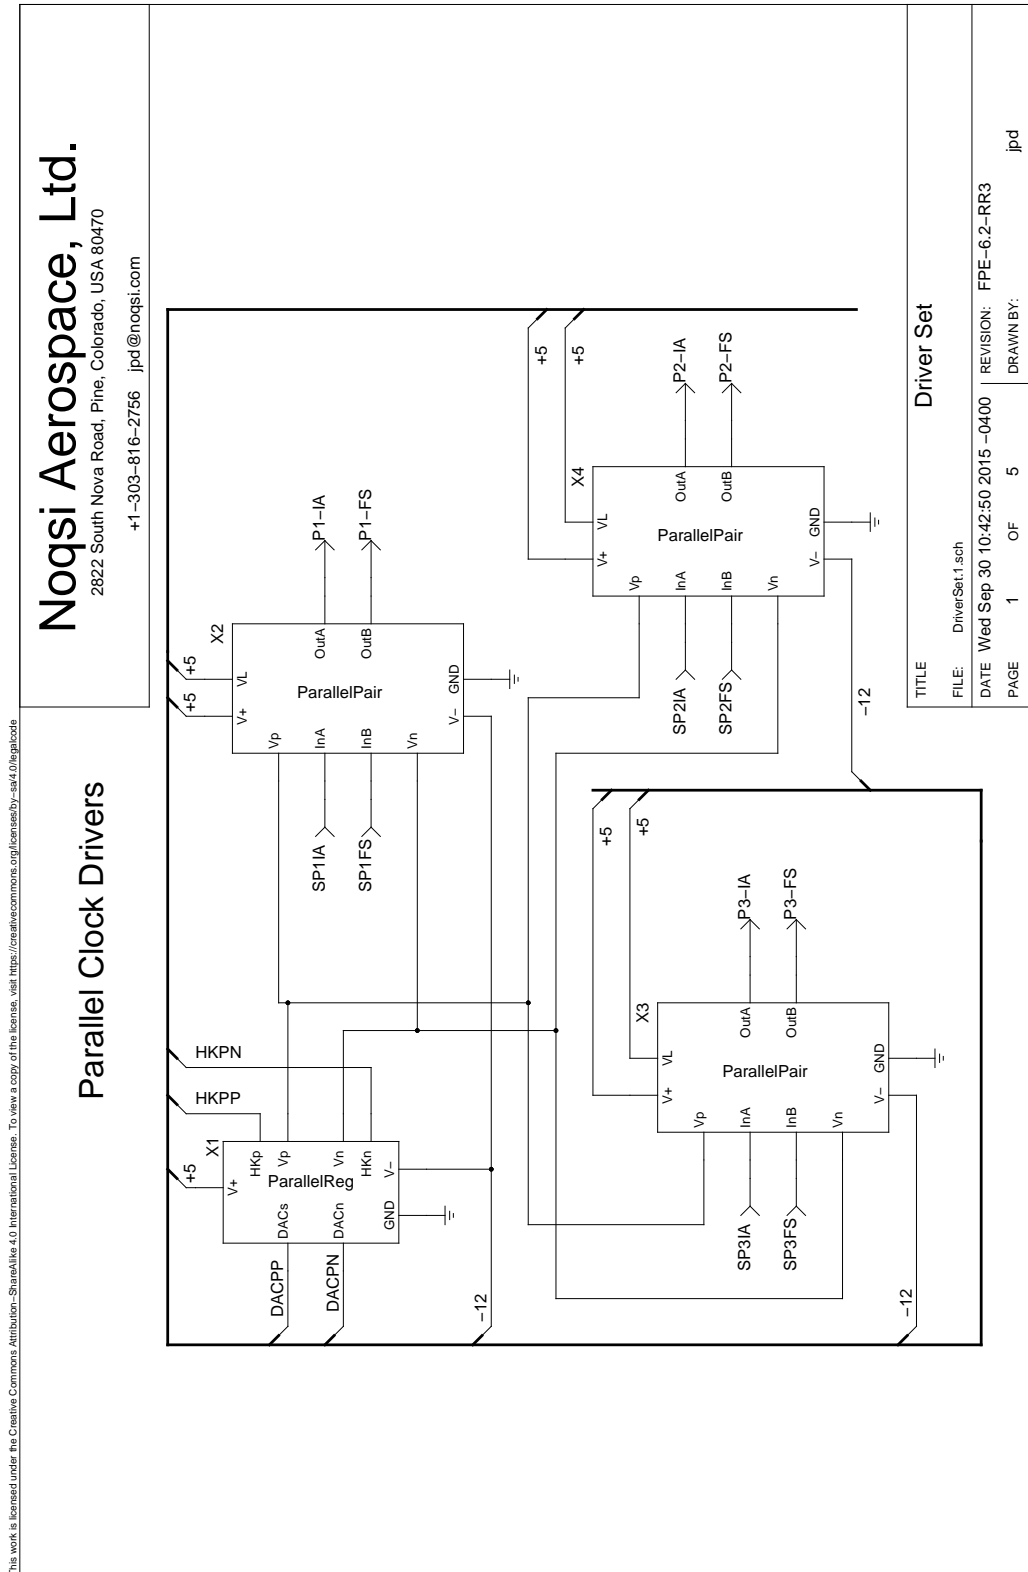 This work is licensed under the Creative Commons Attribution−ShareAlike 4.0 International License. To view a copy of the license, visit https://creativecommons.org/licenses/by−sa/4.0/legalcode
Noqsi Aerospace, Ltd.
2822 South Nova Road, Pine, Colorado, USA 80470
+1−303−816−2756 jpd@noqsi.com
Parallel Clock Drivers
HKPP
HKPN
+5
X1
V+
HKp
Vp
Vn
HKn
ParallelReg
DACs
DACn
GND
V−
DACPP
DACPN
−12
+5
+5
X2
V+
VL
Vp
InA
InB
Vn
ParallelPair
OutA
OutB
V−
GND
SP1IA
SP1FS
P1−IA
P1−FS
+5
+5
X4
V+
VL
Vp
InA
InB
Vn
ParallelPair
OutA
OutB
V−
GND
SP2IA
SP2FS
P2−IA
P2−FS
−12
+5
+5
X3
V+
VL
Vp
InA
InB
Vn
ParallelPair
OutA
OutB
V−
GND
SP3IA
SP3FS
P3−IA
P3−FS
−12
TITLE
Driver Set
FILE: DriverSet.1.sch
DATE Wed Sep 30 10:42:50 2015 −0400
REVISION: FPE−6.2−RR3
PAGE 1 OF 5
DRAWN BY: jpd